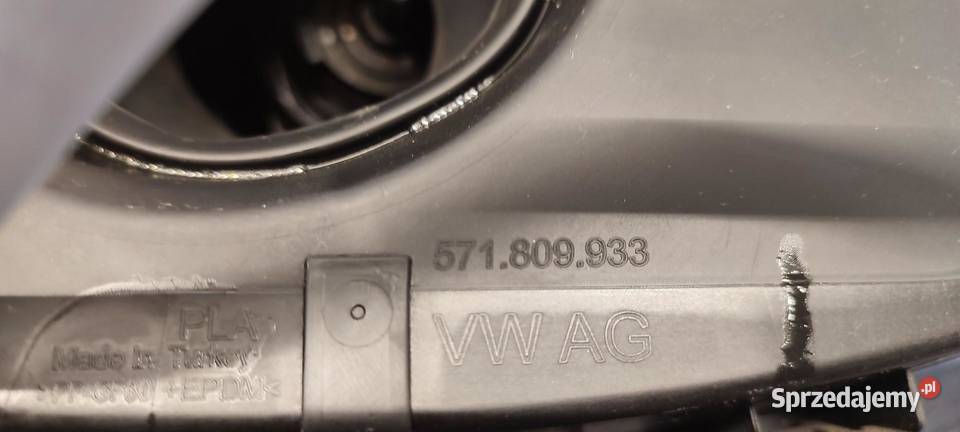 571.809.933
VW AG
PLA
Made In Turkey
+EPDM<
Sprzedajemy.pl